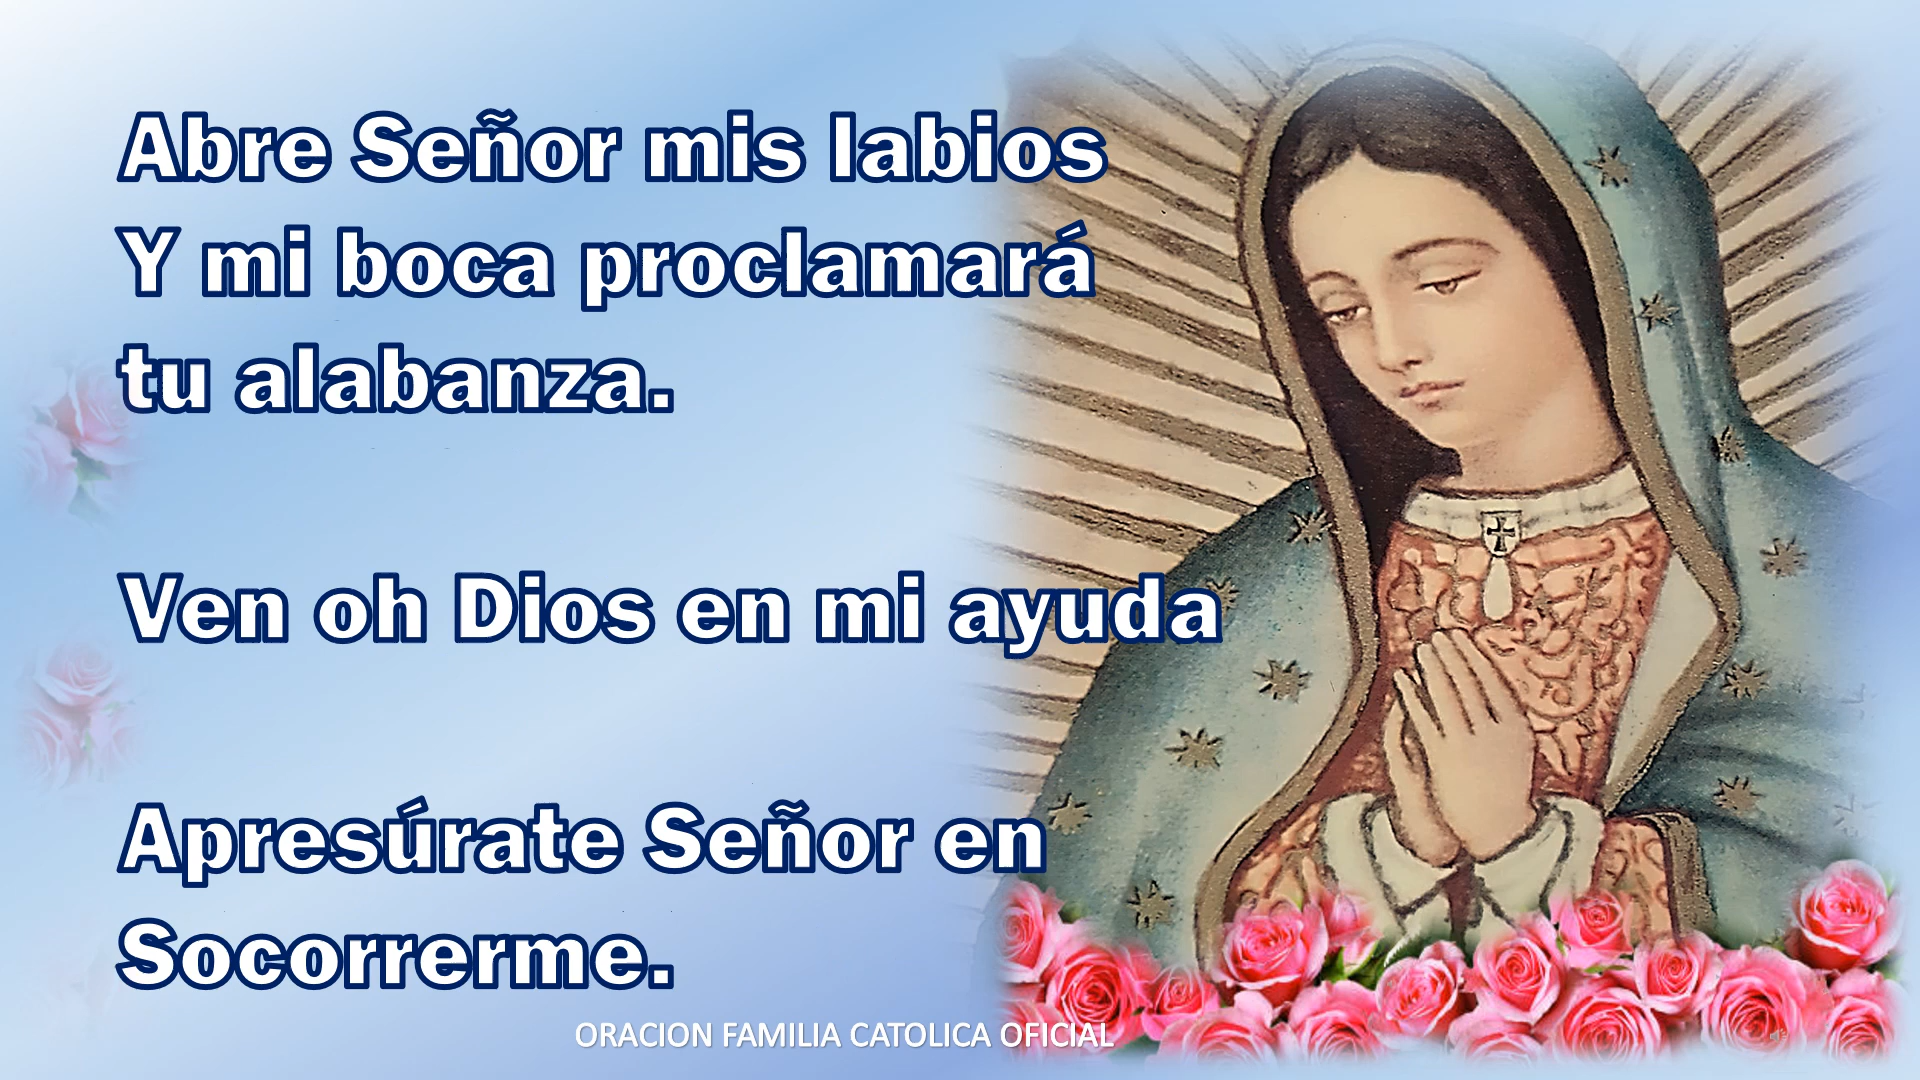 Abre Señor mis labios
Y mi boca proclamará
tu alabanza.
Ven oh Dios en mi ayuda
Apresúrate Señor en
Socorrerme.
ORACION FAMILIA CATOLICA OFICIAL